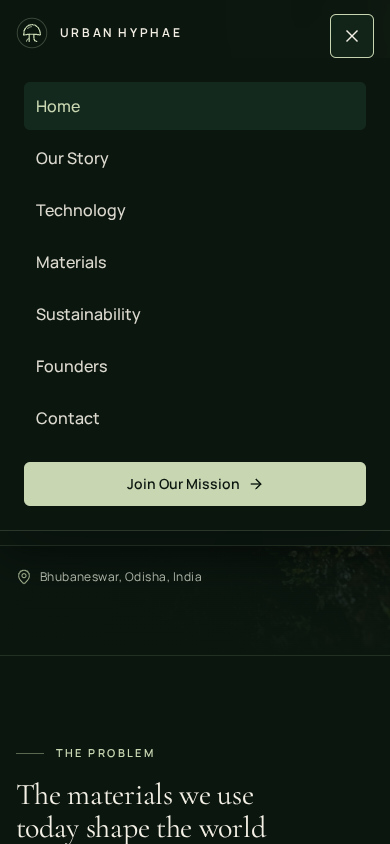 URBAN HYPHAE
Home
Our Story
Technology
Materials
Sustainability
Founders
Contact
Join Our Mission
Bhubaneswar, Odisha, India
THE PROBLEM
The materials we use
today shape the world